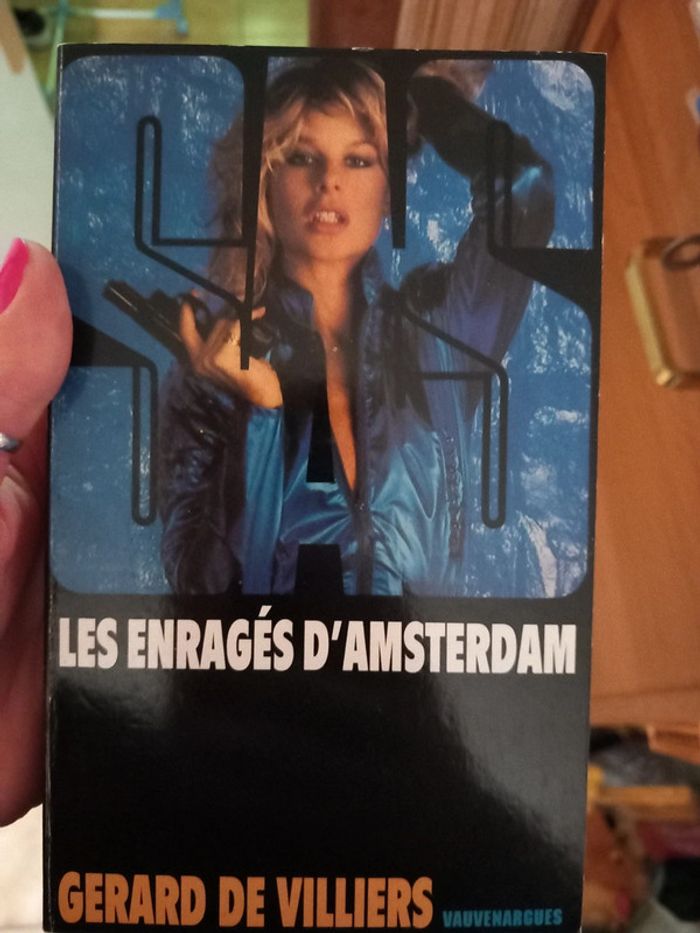 SAS
LES ENRAGÉS D'AMSTERDAM
GERARD DE VILLIERS
VAUVENARGUES